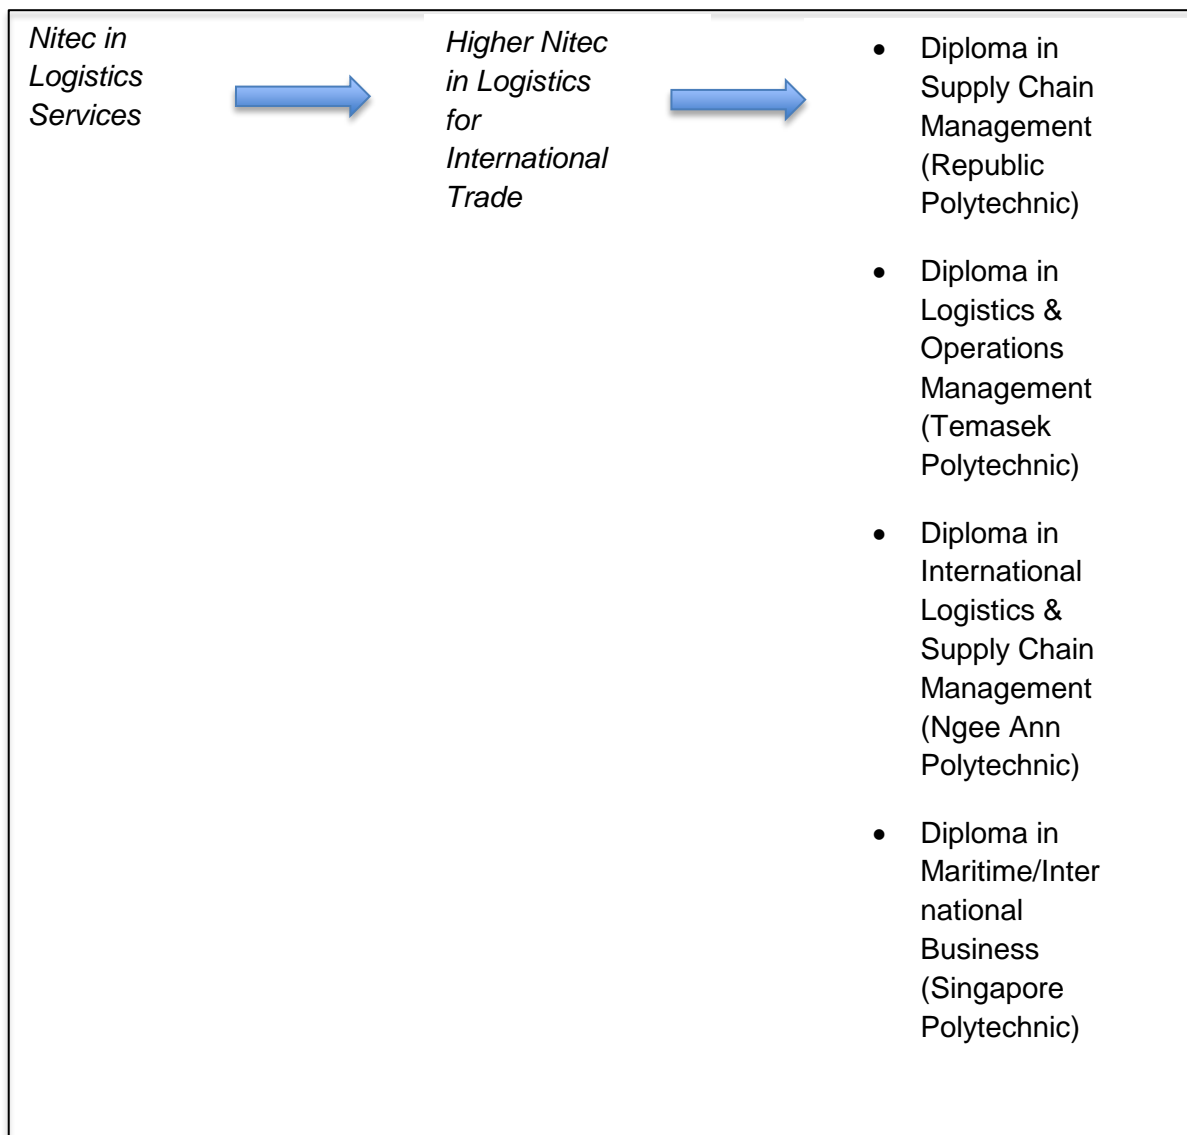 Nitec in
Logistics
Services
Higher Nitec
in Logistics
for
International
Trade
• Diploma in
Supply Chain
Management
(Republic
Polytechnic)
• Diploma in
Logistics &
Operations
Management
(Temasek
Polytechnic)
• Diploma in
International
Logistics &
Supply Chain
Management
(Ngee Ann
Polytechnic)
• Diploma in
Maritime/Inter
national
Business
(Singapore
Polytechnic)